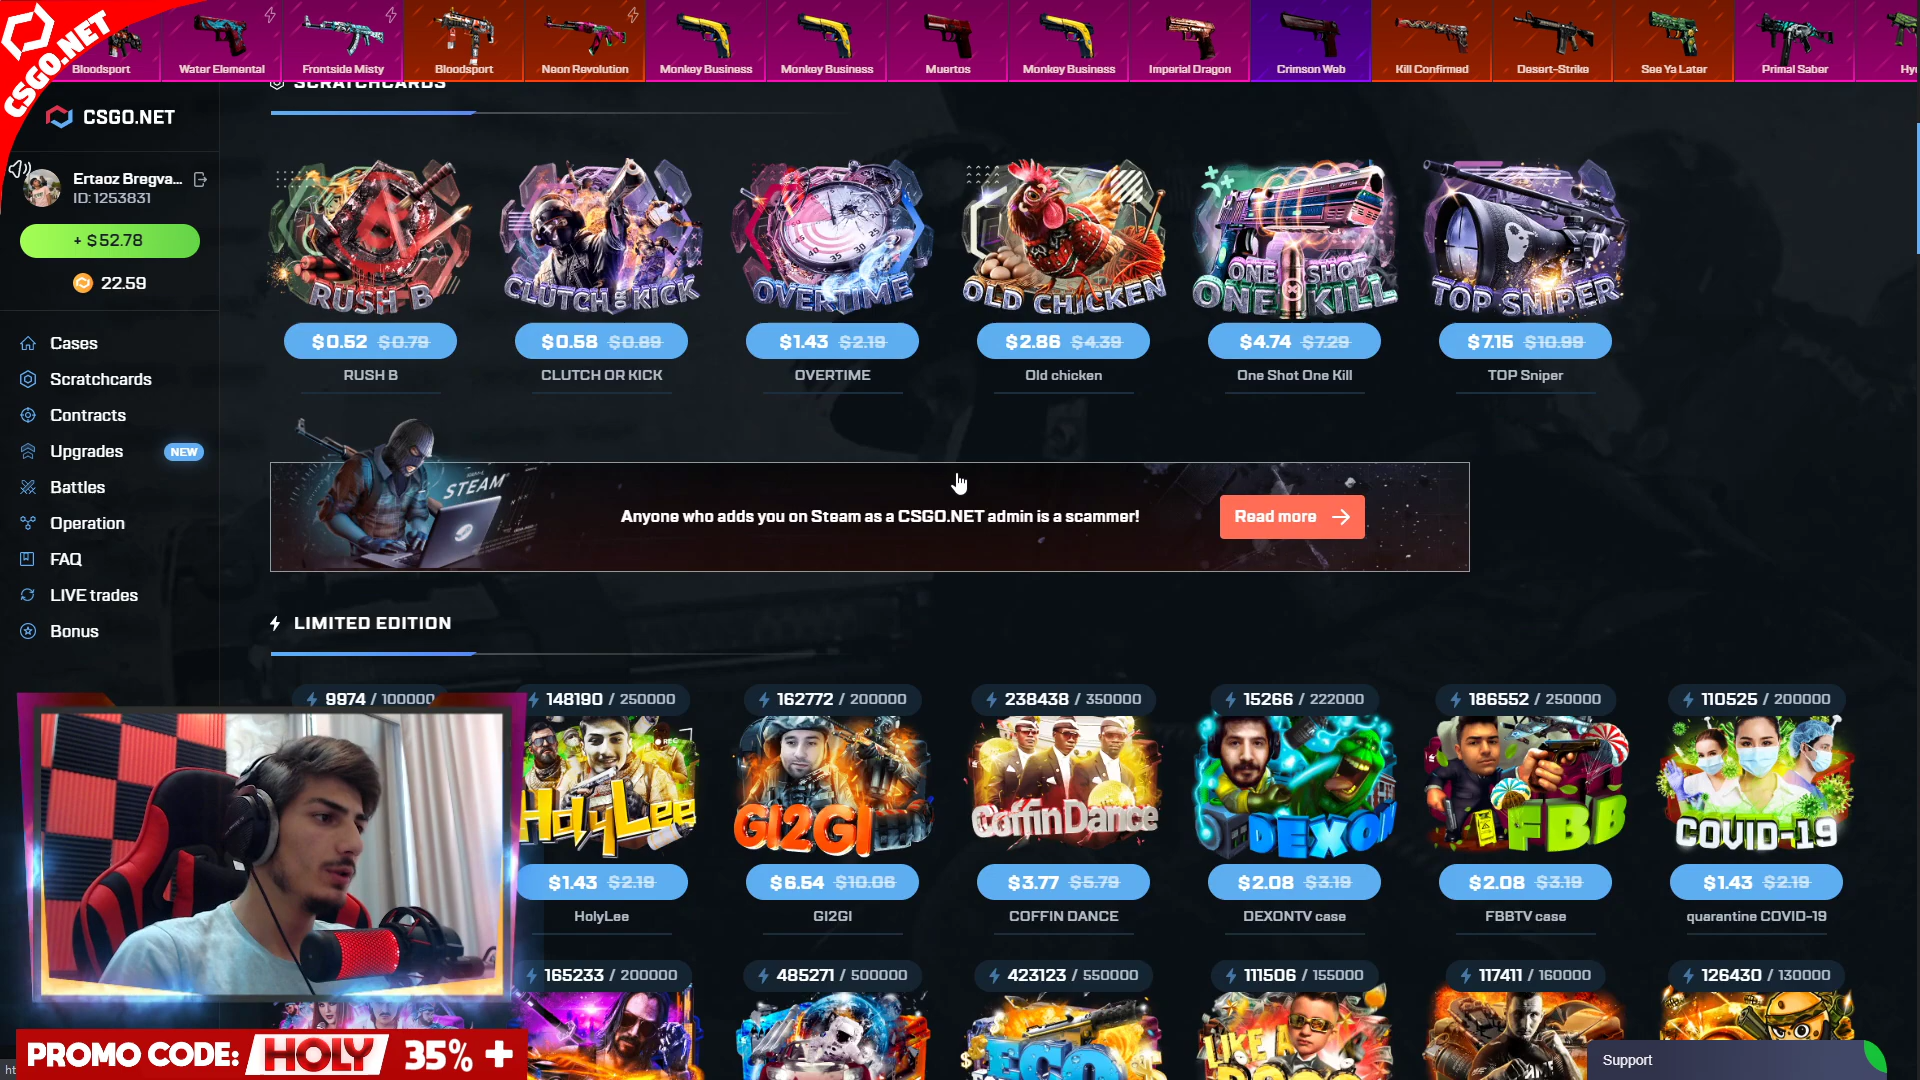 CSGO.NET
Bloodsport
Water Elemental
Frontside Misty
Bloodsport
Neon Revolution
Monkey Business
Monkey Business
Muertos
Monkey Business
Imperial Dragon
Crimson Web
Kill Confirmed
Desert-Strike
See Ya Later
Primal Saber
CSGO.NET
Ertaoz Bregva...
ID: 1253831
+ $52.78
22.59
Cases
Scratchcards
Contracts
Upgrades NEW
Battles
Operation
FAQ
LIVE trades
Bonus
SCRATCHCARDS
RUSH B
CLUTCH OR KICK
OVERTIME
OLD CHICKEN
ONE SHOT ONE KILL
TOP SNIPER
$0.52 $0.79
$0.58 $0.89
$1.43 $2.19
$2.86 $4.39
$4.74 $7.29
$7.15 $10.99
RUSH B
CLUTCH OR KICK
OVERTIME
Old chicken
One Shot One Kill
TOP Sniper
STEAM
Anyone who adds you on Steam as a CSGO.NET admin is a scammer!
Read more
LIMITED EDITION
9974 / 100000
148190 / 250000
162772 / 200000
238438 / 350000
15266 / 222000
186552 / 250000
110525 / 200000
REC
HolyLee
GI2GI
Coffin Dance
DEXON
FBB
COVID-19
$1.43 $2.19
$6.54 $10.06
$3.77 $5.79
$2.08 $3.19
$2.08 $3.19
$1.43 $2.19
HolyLee
GI2GI
COFFIN DANCE
DEXONTV case
FBBTV case
quarantine COVID-19
165233 / 200000
485271 / 500000
423123 / 550000
111506 / 155000
117411 / 160000
126430 / 130000
LIKE A
PROMO CODE: HOLY 35% +
Support